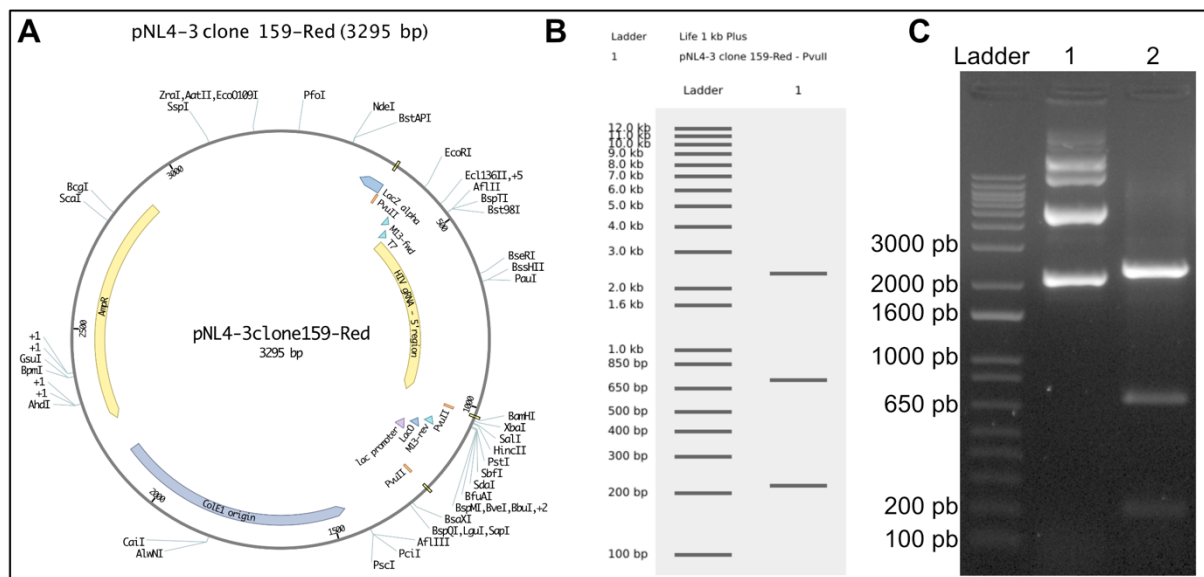 A
pNL4-3 clone 159-Red (3295 bp)
ZraI,AatII,EcoO109I
SspI
PfoI
NdeI
BstAPI
EcoRI
Ecl136II,+5
AflII
BspTI
Bst98I
500
BseRI
BssHII
PauI
3000
BcgI
ScaI
LacZ alpha
PvuII
M13-fwd
T7
HIV gRNA - 5'region
AmpR
pNL4-3clone159-Red
3295 bp
2500
+1
+1
GsuI
BpmI
+1
+1
AhdI
1000
BamHI
XbaI
SalI
HincII
PstI
SbfI
SdaI
BfuAI
BspMI,BveI,BbuI,+2
BsaXI
BspQI,LguI,SapI
AflIII
PciI
PscI
PvuII
M13-rev
LacO
lac promoter
PvuII
ColE1 origin
2000
1500
CaiI
AlwNI
B
Ladder Life 1 kb Plus
1 pNL4-3 clone 159-Red - PvuII
Ladder 1
12.0 kb
11.0 kb
10.0 kb
9.0 kb
8.0 kb
7.0 kb
6.0 kb
5.0 kb
4.0 kb
3.0 kb
2.0 kb
1.6 kb
1.0 kb
850 bp
650 bp
500 bp
400 bp
300 bp
200 bp
100 bp
C
Ladder 1 2
3000 pb
2000 pb
1600 pb
1000 pb
650 pb
200 pb
100 pb